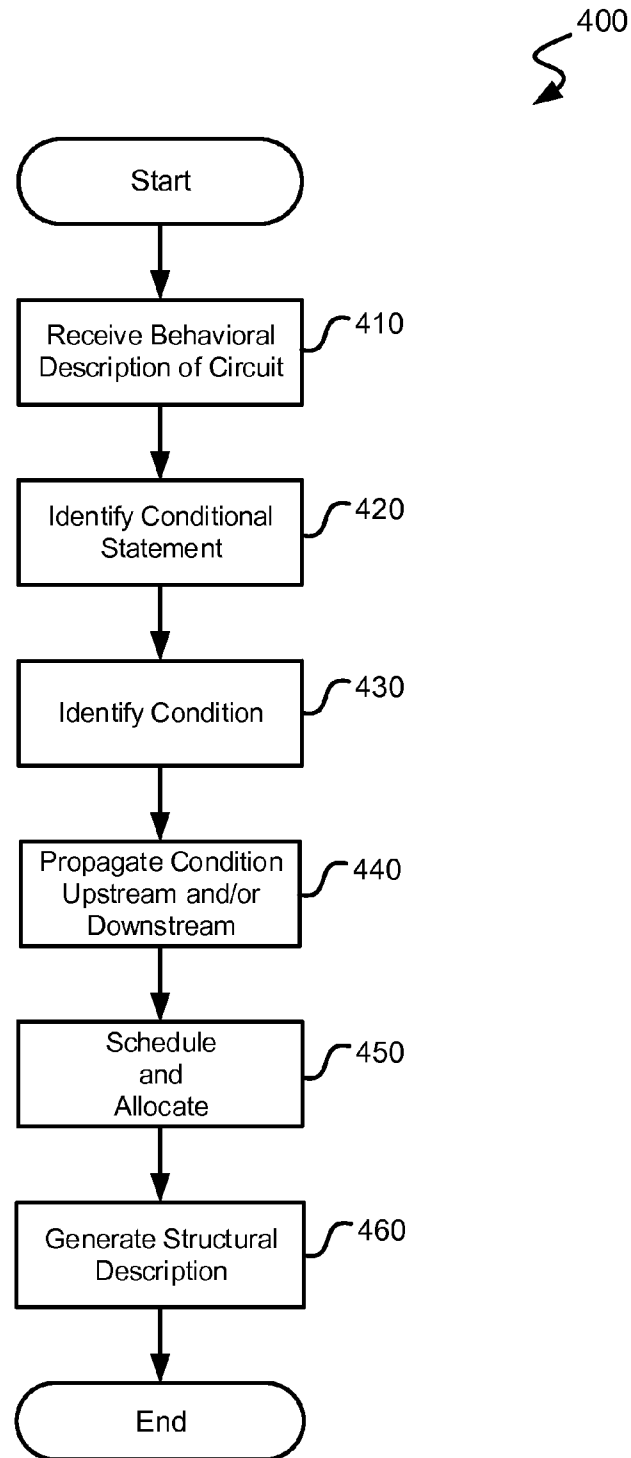 400
Start
Receive Behavioral
Description of Circuit
410
Identify Conditional
Statement
420
Identify Condition
430
Propagate Condition
Upstream and/or
Downstream
440
Schedule
and
Allocate
450
Generate Structural
Description
460
End